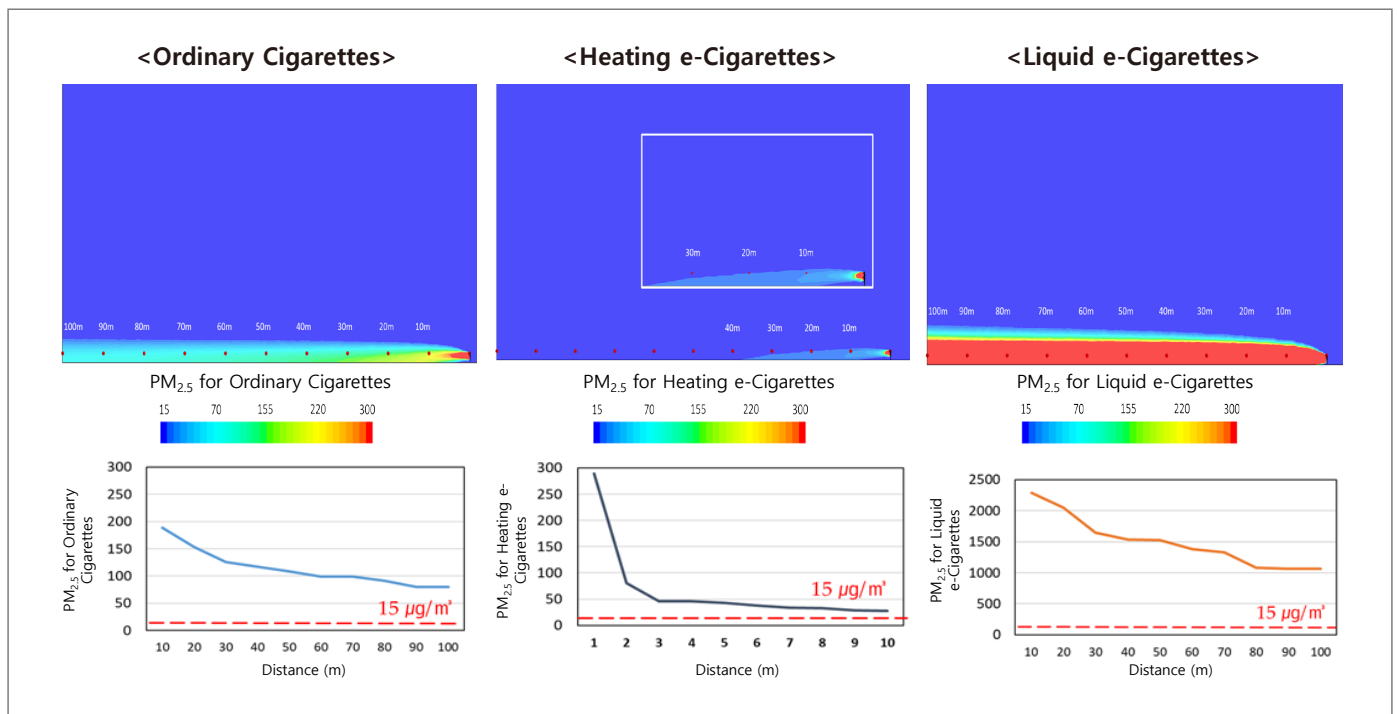 <Ordinary Cigarettes>
100m 90m 80m 70m 60m 50m 40m 30m 20m 10m
PM2.5 for Ordinary Cigarettes
15 70 155 220 300
PM2.5 for Ordinary
Cigarettes
300
250
200
150
100
50
0
15 μg/m³
10 20 30 40 50 60 70 80 90 100
Distance (m)
<Heating e-Cigarettes>
30m 20m 10m
40m 30m 20m 10m
PM2.5 for Heating e-Cigarettes
15 70 155 220 300
PM2.5 for Heating e-
Cigarettes
300
250
200
150
100
50
0
15 μg/m³
1 2 3 4 5 6 7 8 9 10
Distance (m)
<Liquid e-Cigarettes>
100m 90m 80m 70m 60m 50m 40m 30m 20m 10m
PM2.5 for Liquid e-Cigarettes
15 70 155 220 300
PM2.5 for Liquid
e-Cigarettes
2500
2000
1500
1000
500
0
15 μg/m³
10 20 30 40 50 60 70 80 90 100
Distance (m)